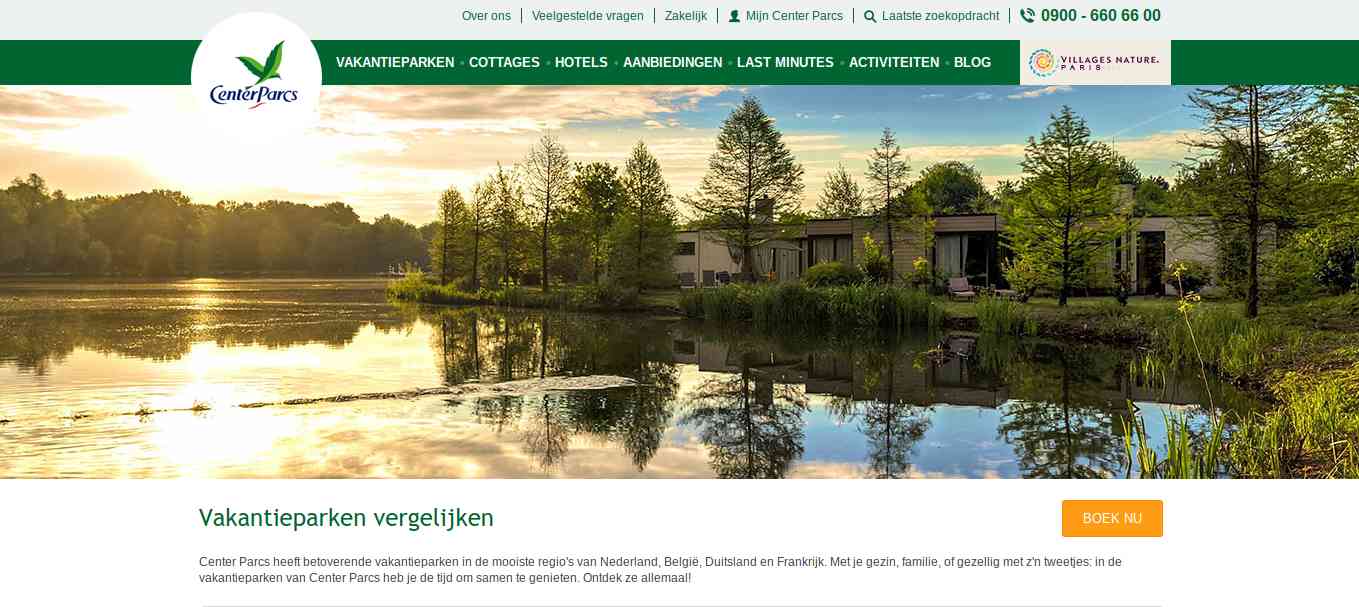 Over ons
Veelgestelde vragen
Zakelijk
Mijn Center Parcs
Laatste zoekopdracht
0900 - 660 66 00
CenterParcs
VAKANTIEPARKEN • COTTAGES • HOTELS • AANBIEDINGEN • LAST MINUTES • ACTIVITEITEN • BLOG
VILLAGES NATURE.
PARIS
Vakantieparken vergelijken
BOEK NU
Center Parcs heeft betoverende vakantieparken in de mooiste regio's van Nederland, België, Duitsland en Frankrijk. Met je gezin, familie, of gezellig met z'n tweetjes: in de
vakantieparken van Center Parcs heb je de tijd om samen te genieten. Ontdek ze allemaal!